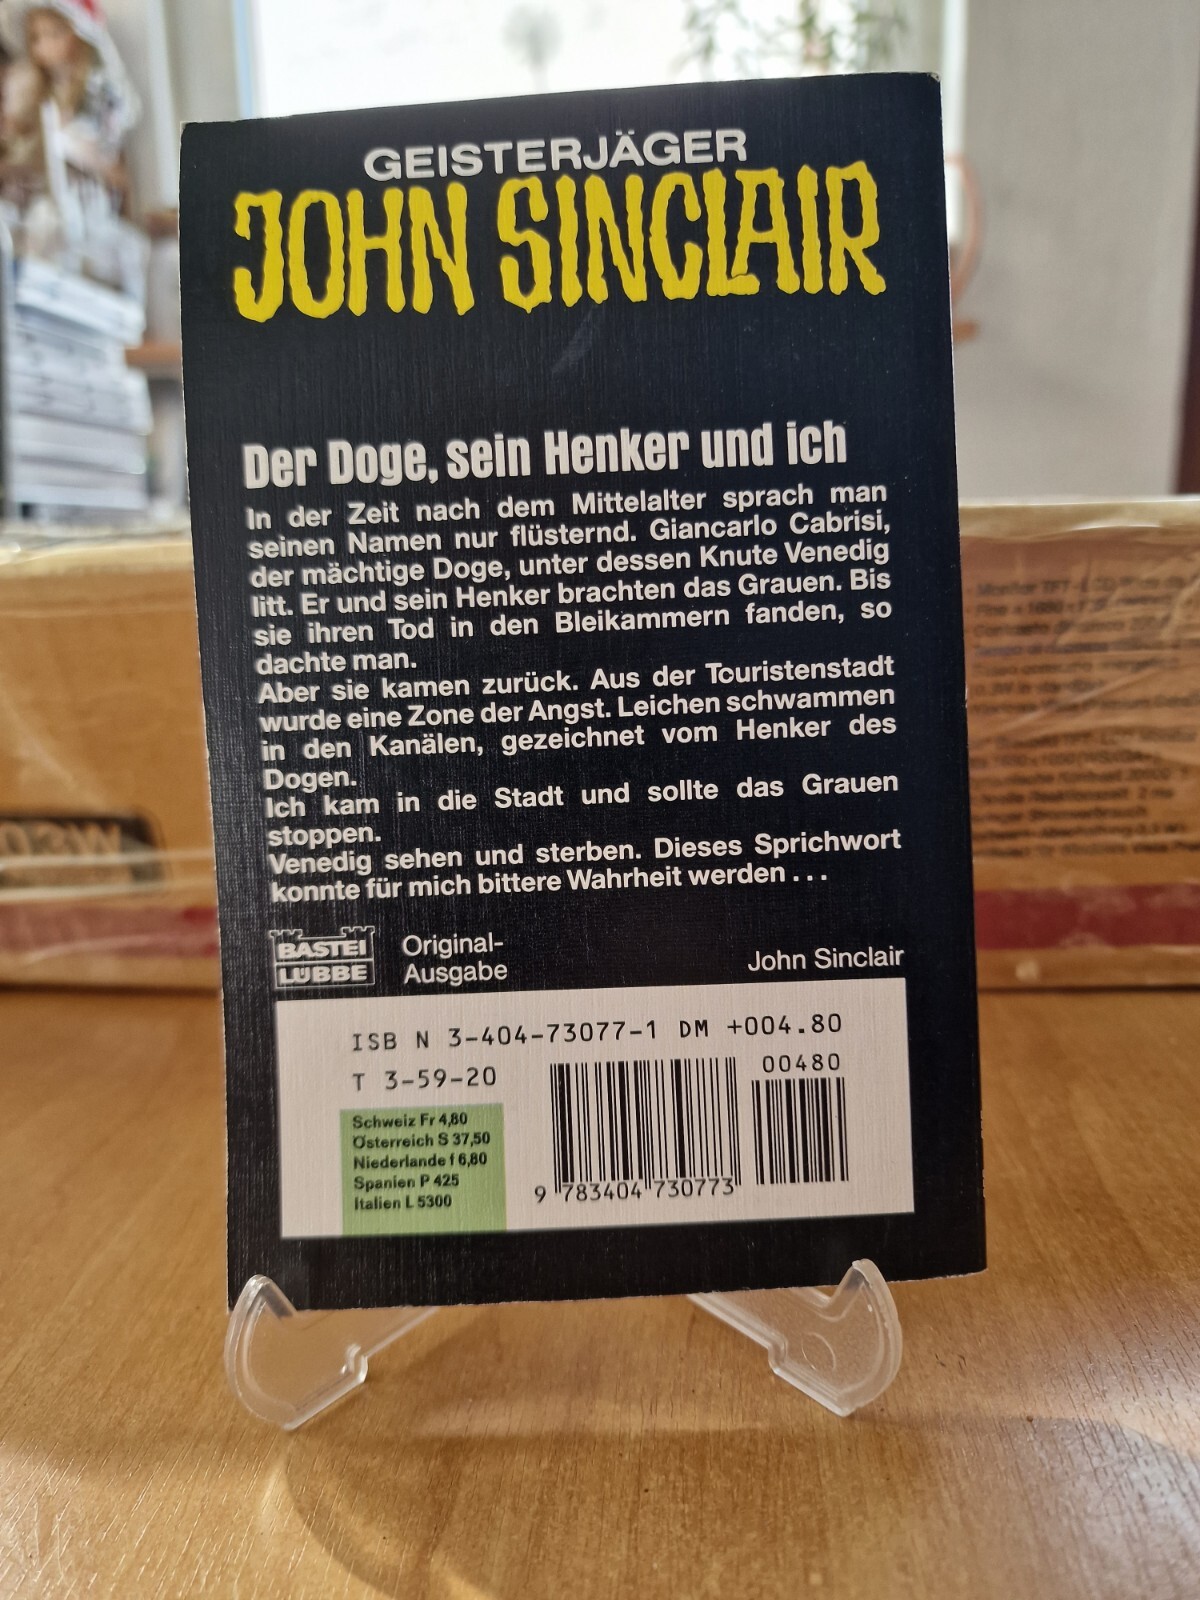 GEISTERJÄGER
JOHN SINCLAIR
Der Doge, sein Henker und ich
In der Zeit nach dem Mittelalter sprach man
seinen Namen nur flüsternd. Giancarlo Cabrisi,
der mächtige Doge, unter dessen Knute Venedig
litt. Er und sein Henker brachten das Grauen. Bis
sie ihren Tod in den Bleikammern fanden, so
dachte man.
Aber sie kamen zurück. Aus der Touristenstadt
wurde eine Zone der Angst. Leichen schwammen
in den Kanälen, gezeichnet vom Henker des
Dogen.
Ich kam in die Stadt und sollte das Grauen
stoppen.
Venedig sehen und sterben. Dieses Sprichwort
konnte für mich bittere Wahrheit werden . . .
BASTEI
LÜBBE
Original-
Ausgabe
John Sinclair
ISB N 3-404-73077-1 DM +004.80
T 3-59-20
00480
Schweiz Fr 4,80
Österreich S 37,50
Niederlande f 6,80
Spanien P 425
Italien L 5300
9 783404 730773